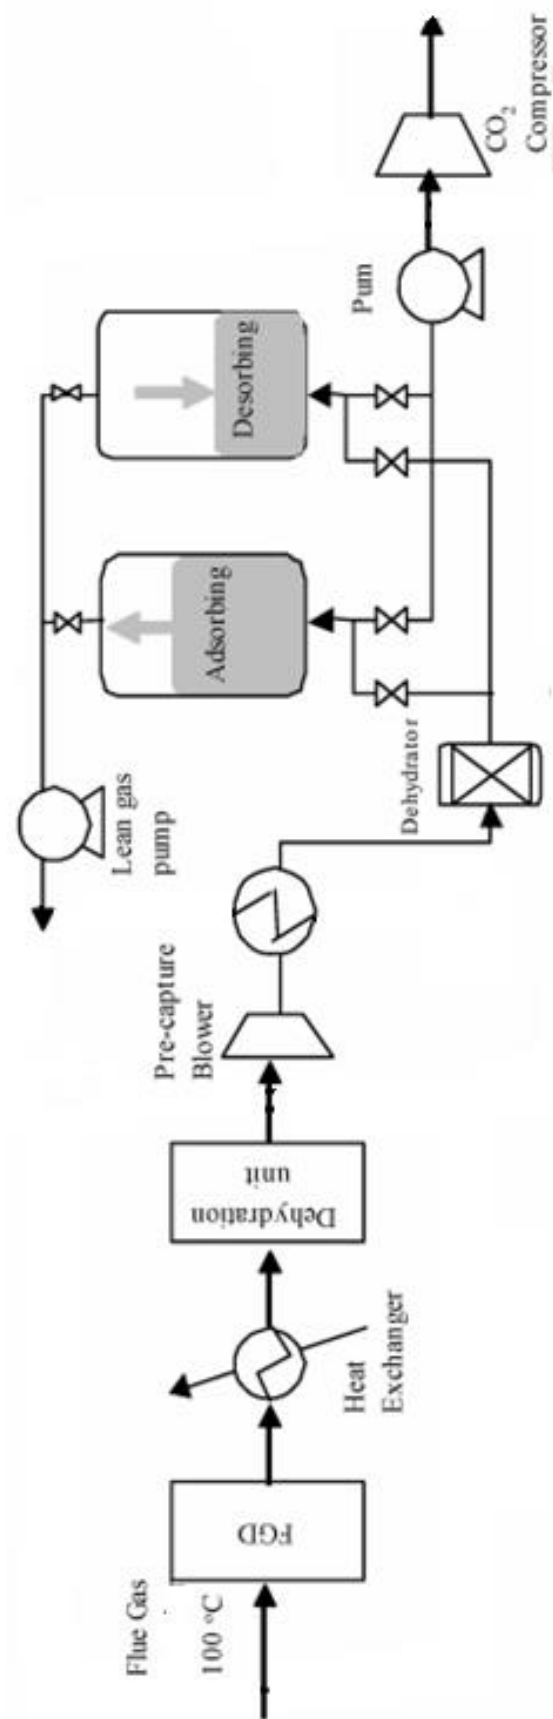 Flue Gas
100 °C
FGD
Heat
Exchanger
Dehydration
unit
Pre-capture
Blower
Lean gas
pump
Dehydrator
Adsorbing
Desorbing
Pum
CO₂
Compressor